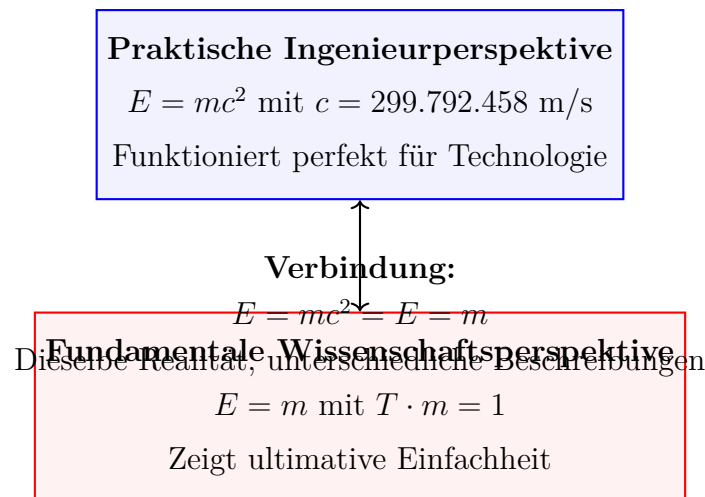 Praktische Ingenieurperspektive
E = mc² mit c = 299.792.458 m/s
Funktioniert perfekt für Technologie
Verbindung:
E = mc² = E = m
Dieselbe Realität, unterschiedliche Beschreibungen
Fundamentale Wissenschaftsperspektive
E = m mit T · m = 1
Zeigt ultimative Einfachheit